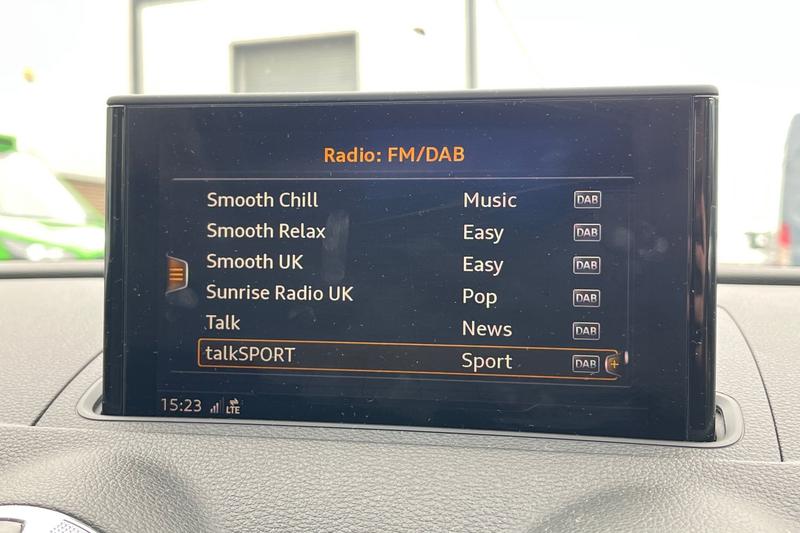 Radio: FM/DAB
Smooth Chill Music DAB
Smooth Relax Easy DAB
Smooth UK Easy DAB
Sunrise Radio UK Pop DAB
Talk News DAB
talkSPORT Sport DAB +
15:23 LTE